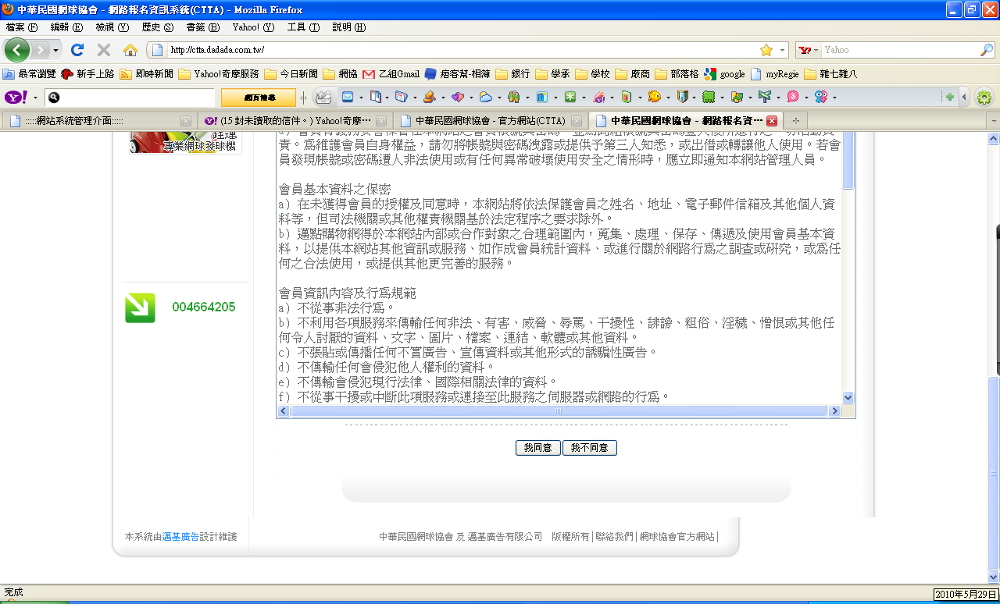 中華民國網球協會 - 網路報名資訊系統(CTTA) - Mozilla Firefox
檔案 (F) 編輯 (E) 檢視 (V) 歷史 (S) 書籤 (B) Yahoo! (Y) 工具 (T) 說明 (H)
http://ctta.dadada.com.tw/ Yahoo
最常瀏覽 新手上路 即時新聞 Yahoo!奇摩服務 今日新聞 網協 乙組Gmail 痞客幫-相簿 銀行 學承 學校 廠商 部落格 google myRegie 雜七雜八
Y! 網頁搜尋
:::::網站系統管理介面::::: (15 封未讀取的信件。) Yahoo!奇摩… 中華民國網球協會 - 官方網站(CTTA) 中華民國網球協會 - 網路報名資…
專業網球發球機
責。為維護會員自身權益，請勿將帳號與密碼洩露或提供予第三人知悉，或出借或轉讓他人使用。若會
員發現帳號或密碼遭人非法使用或有任何異常破壞使用安全之情形時，應立即通知本網站管理人員。
會員基本資料之保密
a) 在未獲得會員的授權及同意時，本網站將依法保護會員之姓名、地址、電子郵件信箱及其他個人資
料等，但司法機關或其他權責機關基於法定程序之要求除外。
b) 邁點購物網得於本網站內部或合作對象之合理範圍內，蒐集、處理、保存、傳遞及使用會員基本資
料，以提供本網站其他資訊或服務、如作成會員統計資料、或進行關於網路行為之調查或研究，或為任
何之合法使用，或提供其他更完善的服務。
會員資訊內容及行為規範
a) 不從事非法行為。
004664205
b) 不利用各項服務來傳輸任何非法、有害、威脅、辱罵、干擾性、誹謗、粗俗、淫穢、憎恨或其他任
何令人討厭的資料、文字、圖片、檔案、連結、軟體或其他資料。
c) 不張貼或傳播任何不實廣告、宣傳資料或其他形式的誘騙性廣告。
d) 不傳輸任何會侵犯他人權利的資料。
e) 不傳輸會侵犯現行法律、國際相關法律的資料。
f) 不從事干擾或中斷此項服務或連接至此服務之伺服器或網路的行為。
我同意 我不同意
本系統由邁基廣告設計維護 中華民國網球協會 及 邁基廣告有限公司 版權所有|聯絡我們|網球協會官方網站|
完成
2010年5月29日